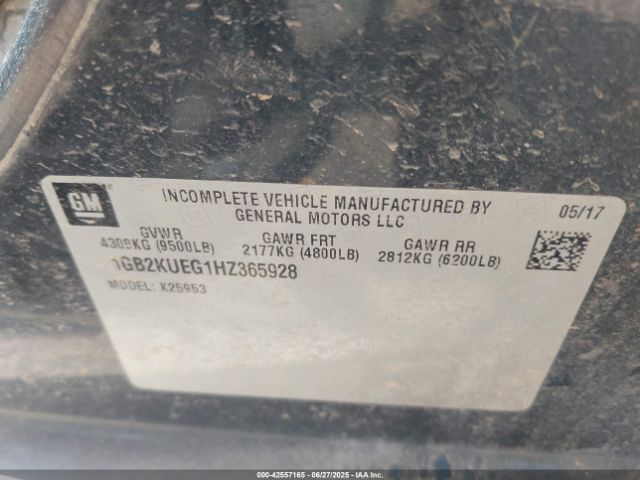 GM
INCOMPLETE VEHICLE MANUFACTURED BY
GENERAL MOTORS LLC
05/17
GVWR
4309KG (9500LB)
GAWR FRT
2177KG (4800LB)
GAWR RR
2812KG (6200LB)
1GB2KUEG1HZ365928
MODEL: K25953
000-42557165 - 06/27/2025 - IAA Inc.